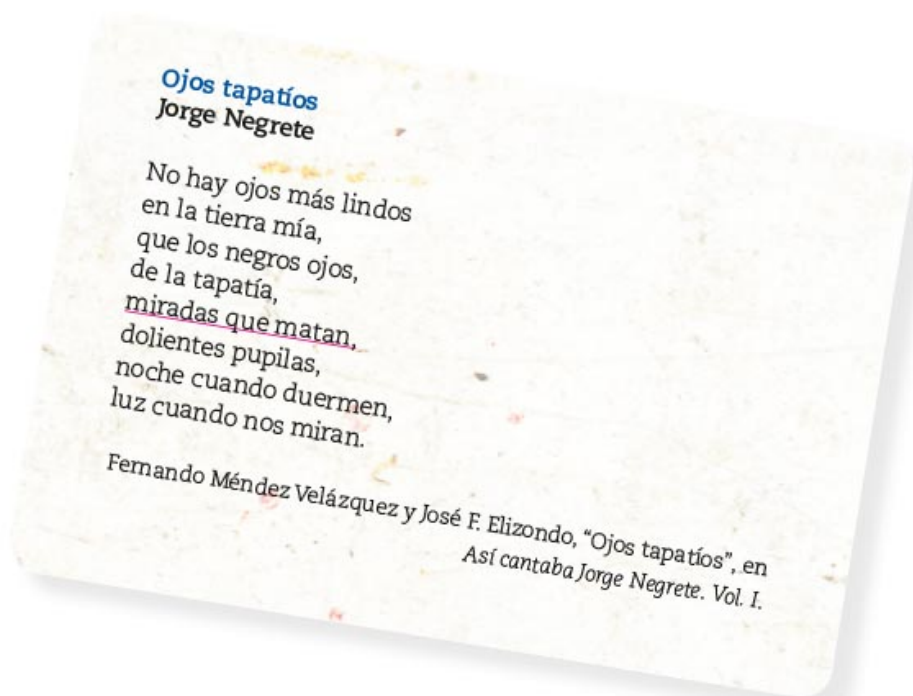 Ojos tapatíos
Jorge Negrete
No hay ojos más lindos
en la tierra mía,
que los negros ojos,
de la tapatía,
miradas que matan,
dolientes pupilas,
noche cuando duermen,
luz cuando nos miran.
Fernando Méndez Velázquez y José F. Elizondo, “Ojos tapatíos”, en
Así cantaba Jorge Negrete. Vol. I.